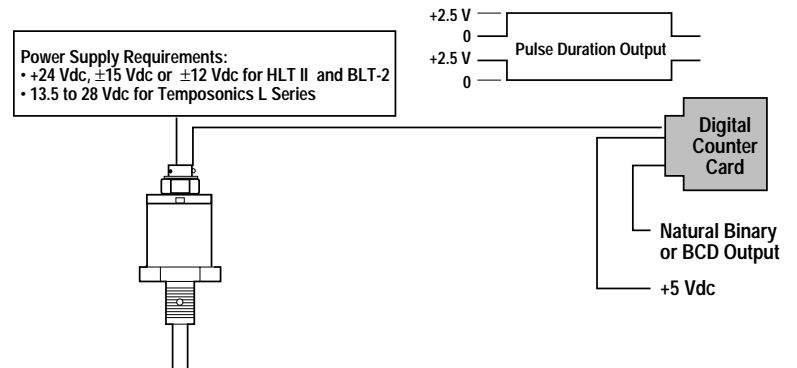 +2.5 V
0
+2.5 V
0
Pulse Duration Output
Power Supply Requirements:
• +24 Vdc, ±15 Vdc or ±12 Vdc for HLT II and BLT-2
• 13.5 to 28 Vdc for Temposonics L Series
Digital
Counter
Card
Natural Binary
or BCD Output
+5 Vdc